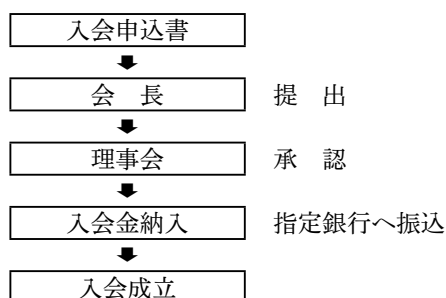 入会申込書
会　長　提　出
理事会　承　認
入会金納入　指定銀行へ振込
入会成立